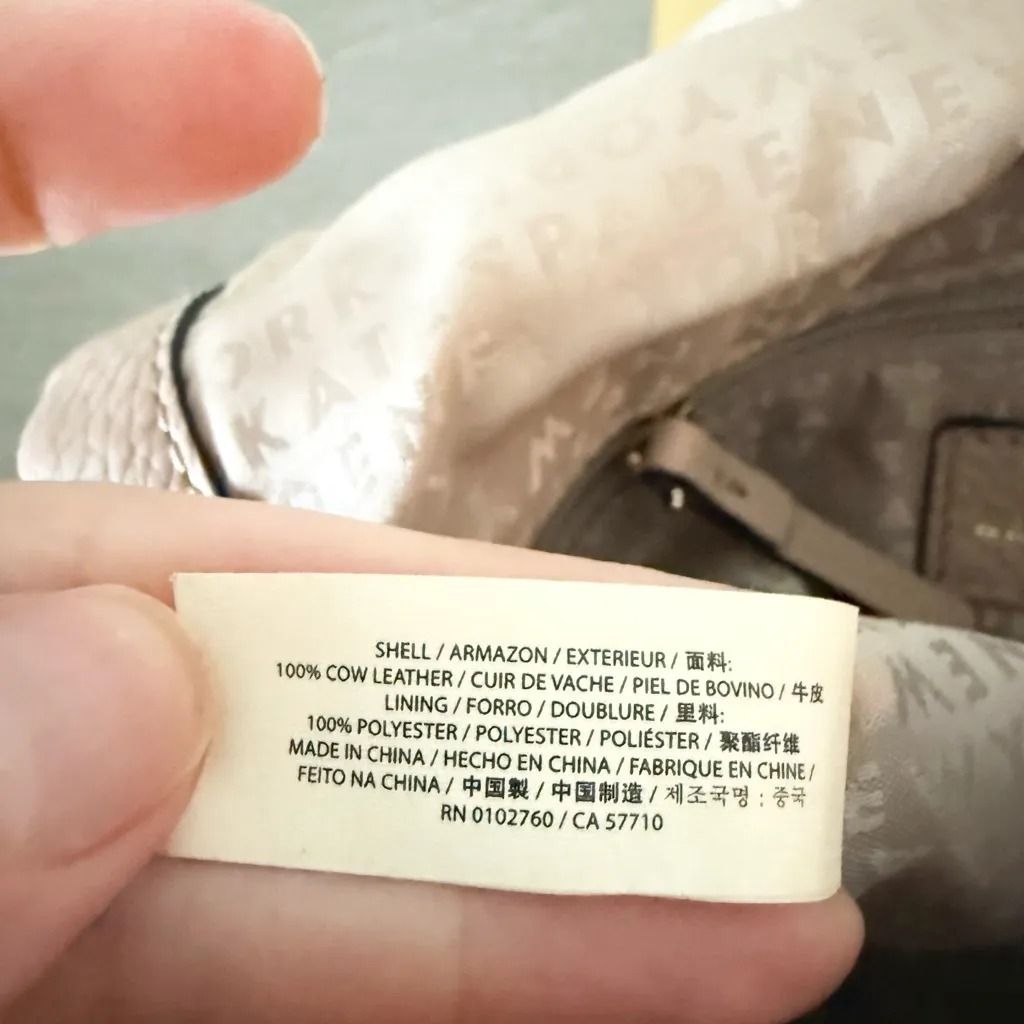 SHELL / ARMAZON / EXTERIEUR / 面料:
100% COW LEATHER / CUIR DE VACHE / PIEL DE BOVINO / 牛皮
LINING / FORRO / DOUBLURE / 里料:
100% POLYESTER / POLYESTER / POLIÉSTER / 聚酯纤维
MADE IN CHINA / HECHO EN CHINA / FABRIQUE EN CHINE /
FEITO NA CHINA / 中国製 / 中国制造 / 제조국명 : 중국
RN 0102760 / CA 57710
NEW